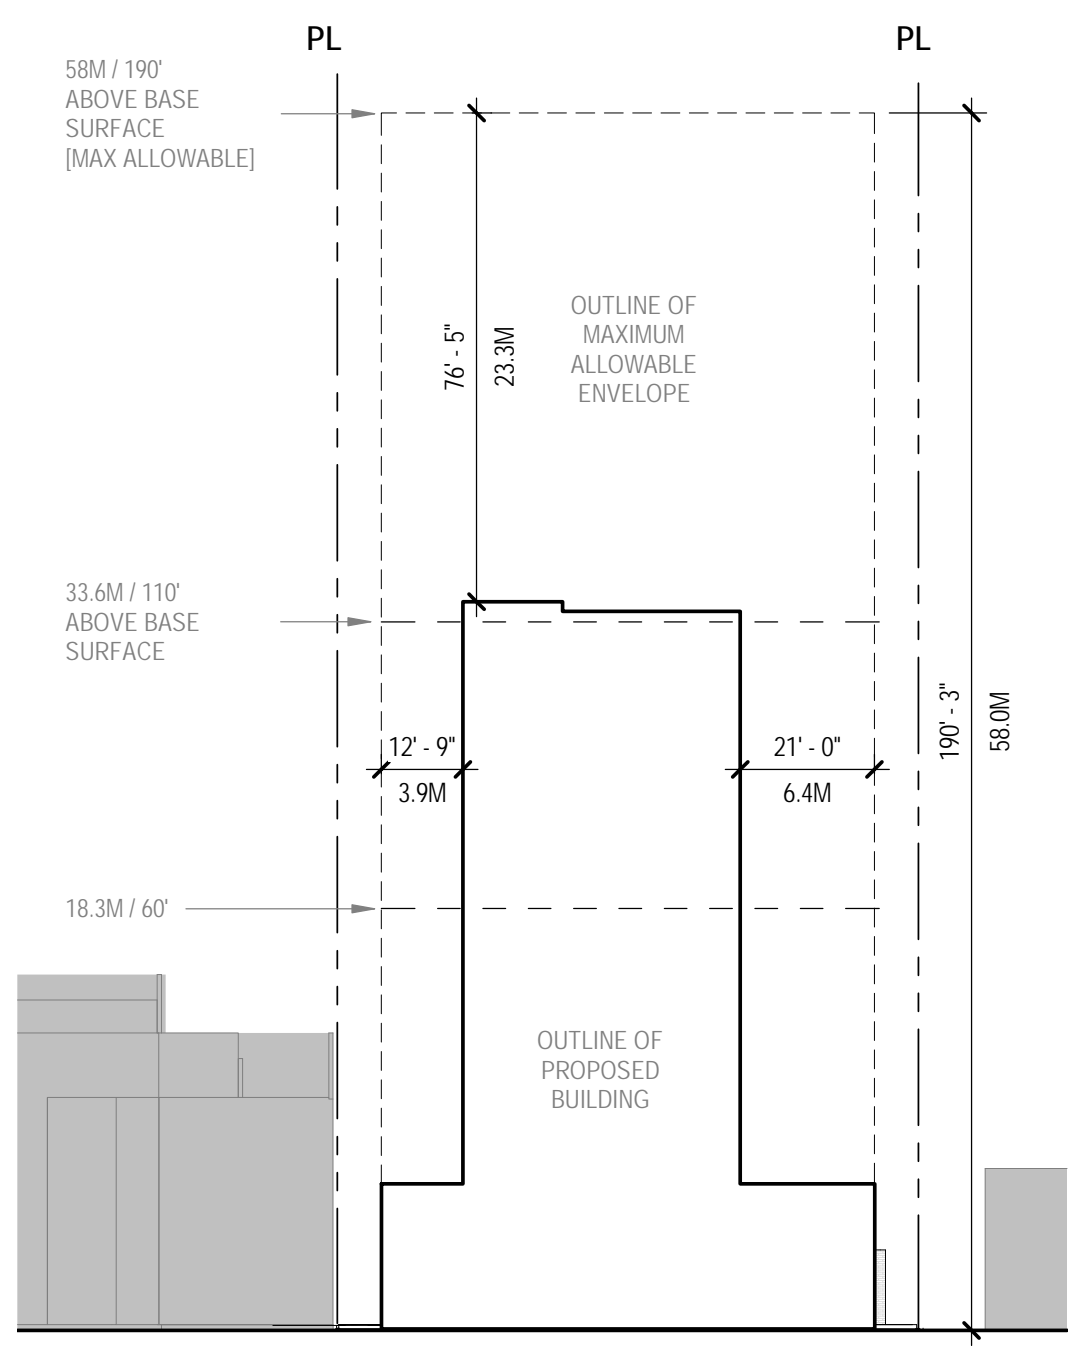 PL
PL
58M / 190'
ABOVE BASE
SURFACE
[MAX ALLOWABLE]
OUTLINE OF
MAXIMUM
ALLOWABLE
ENVELOPE
76' - 5"
23.3M
33.6M / 110'
ABOVE BASE
SURFACE
190' - 3"
58.0M
12' - 9"
3.9M
21' - 0"
6.4M
18.3M / 60'
OUTLINE OF
PROPOSED
BUILDING